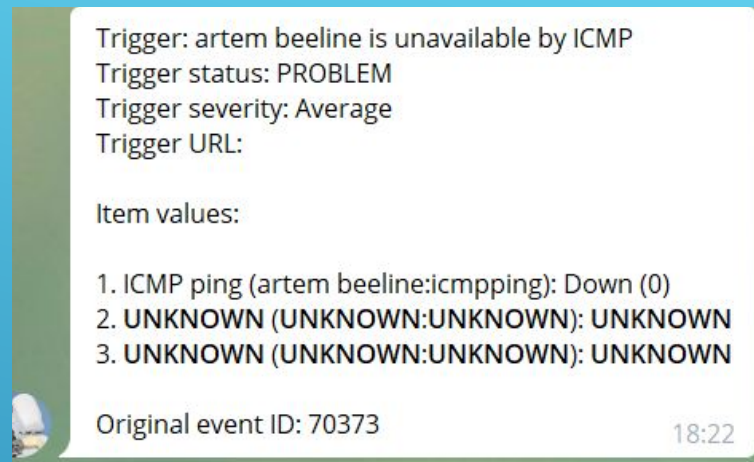 Trigger: artem beeline is unavailable by ICMP
Trigger status: PROBLEM
Trigger severity: Average
Trigger URL:
Item values:
1. ICMP ping (artem beeline:icmpping): Down (0)
2. UNKNOWN (UNKNOWN:UNKNOWN): UNKNOWN
3. UNKNOWN (UNKNOWN:UNKNOWN): UNKNOWN
Original event ID: 70373
18:22